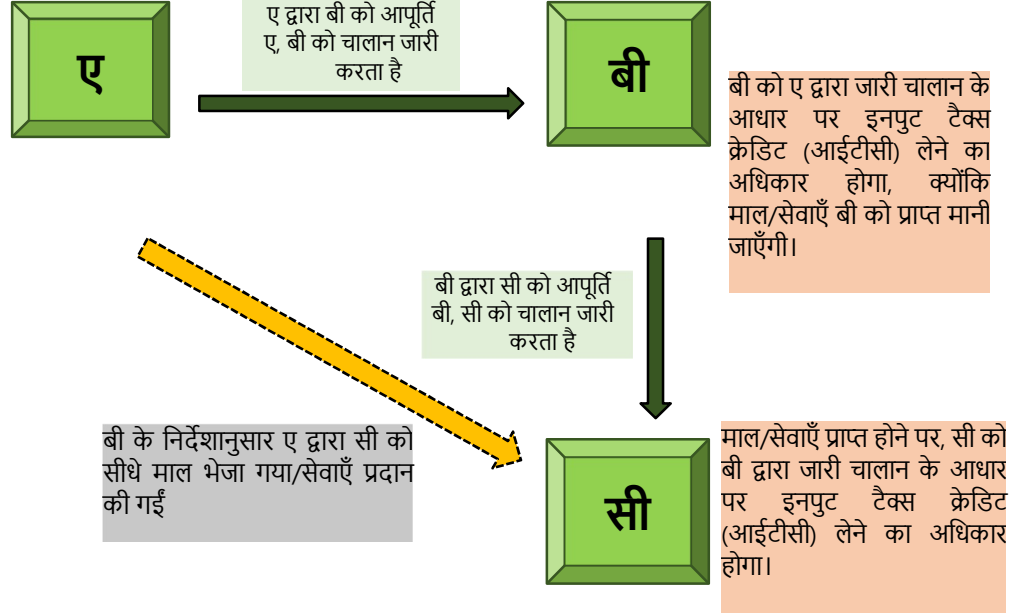 ए
ए द्वारा बी को आपूर्ति
ए, बी को चालान जारी
करता है
बी
बी को ए द्वारा जारी चालान के
आधार पर इनपुट टैक्स
क्रेडिट (आईटीसी) लेने का
अधिकार होगा, क्योंकि
माल/सेवाएँ बी को प्राप्त मानी
जाएँगी।
बी द्वारा सी को आपूर्ति
बी, सी को चालान जारी
करता है
बी के निर्देशानुसार ए द्वारा सी को
सीधे माल भेजा गया/सेवाएँ प्रदान
की गईं
सी
माल/सेवाएँ प्राप्त होने पर, सी को
बी द्वारा जारी चालान के आधार
पर इनपुट टैक्स क्रेडिट
(आईटीसी) लेने का अधिकार
होगा।